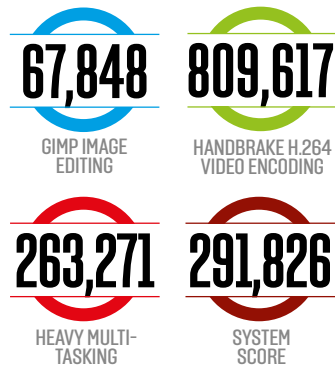 67,848
GIMP IMAGE
EDITING
809,617
HANDBRAKE H.264
VIDEO ENCODING
263,271
HEAVY MULTI-
TASKING
291,826
SYSTEM
SCORE